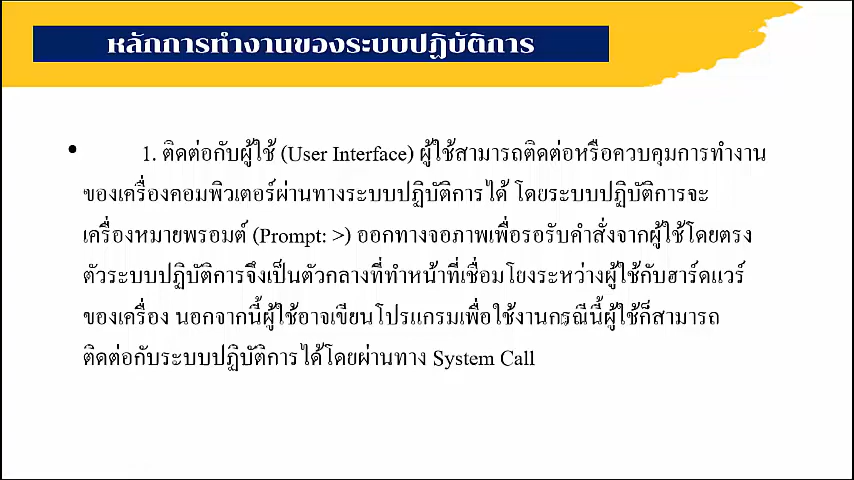 หลักการทำงานของระบบปฏิบัติการ
• 1. ติดต่อกับผู้ใช้ (User Interface) ผู้ใช้สามารถติดต่อหรือควบคุมการทำงาน
ของเครื่องคอมพิวเตอร์ผ่านทางระบบปฏิบัติการได้ โดยระบบปฏิบัติการจะ
เครื่องหมายพรอมต์ (Prompt: >) ออกทางจอภาพเพื่อรอรับคำสั่งจากผู้ใช้โดยตรง
ตัวระบบปฏิบัติการจึงเป็นตัวกลางที่ทำหน้าที่เชื่อมโยงระหว่างผู้ใช้กับฮาร์ดแวร์
ของเครื่อง นอกจากนี้ผู้ใช้อาจเขียนโปรแกรมเพื่อใช้งานกรณีนี้ผู้ใช้ก็สามารถ
ติดต่อกับระบบปฏิบัติการได้โดยผ่านทาง System Call